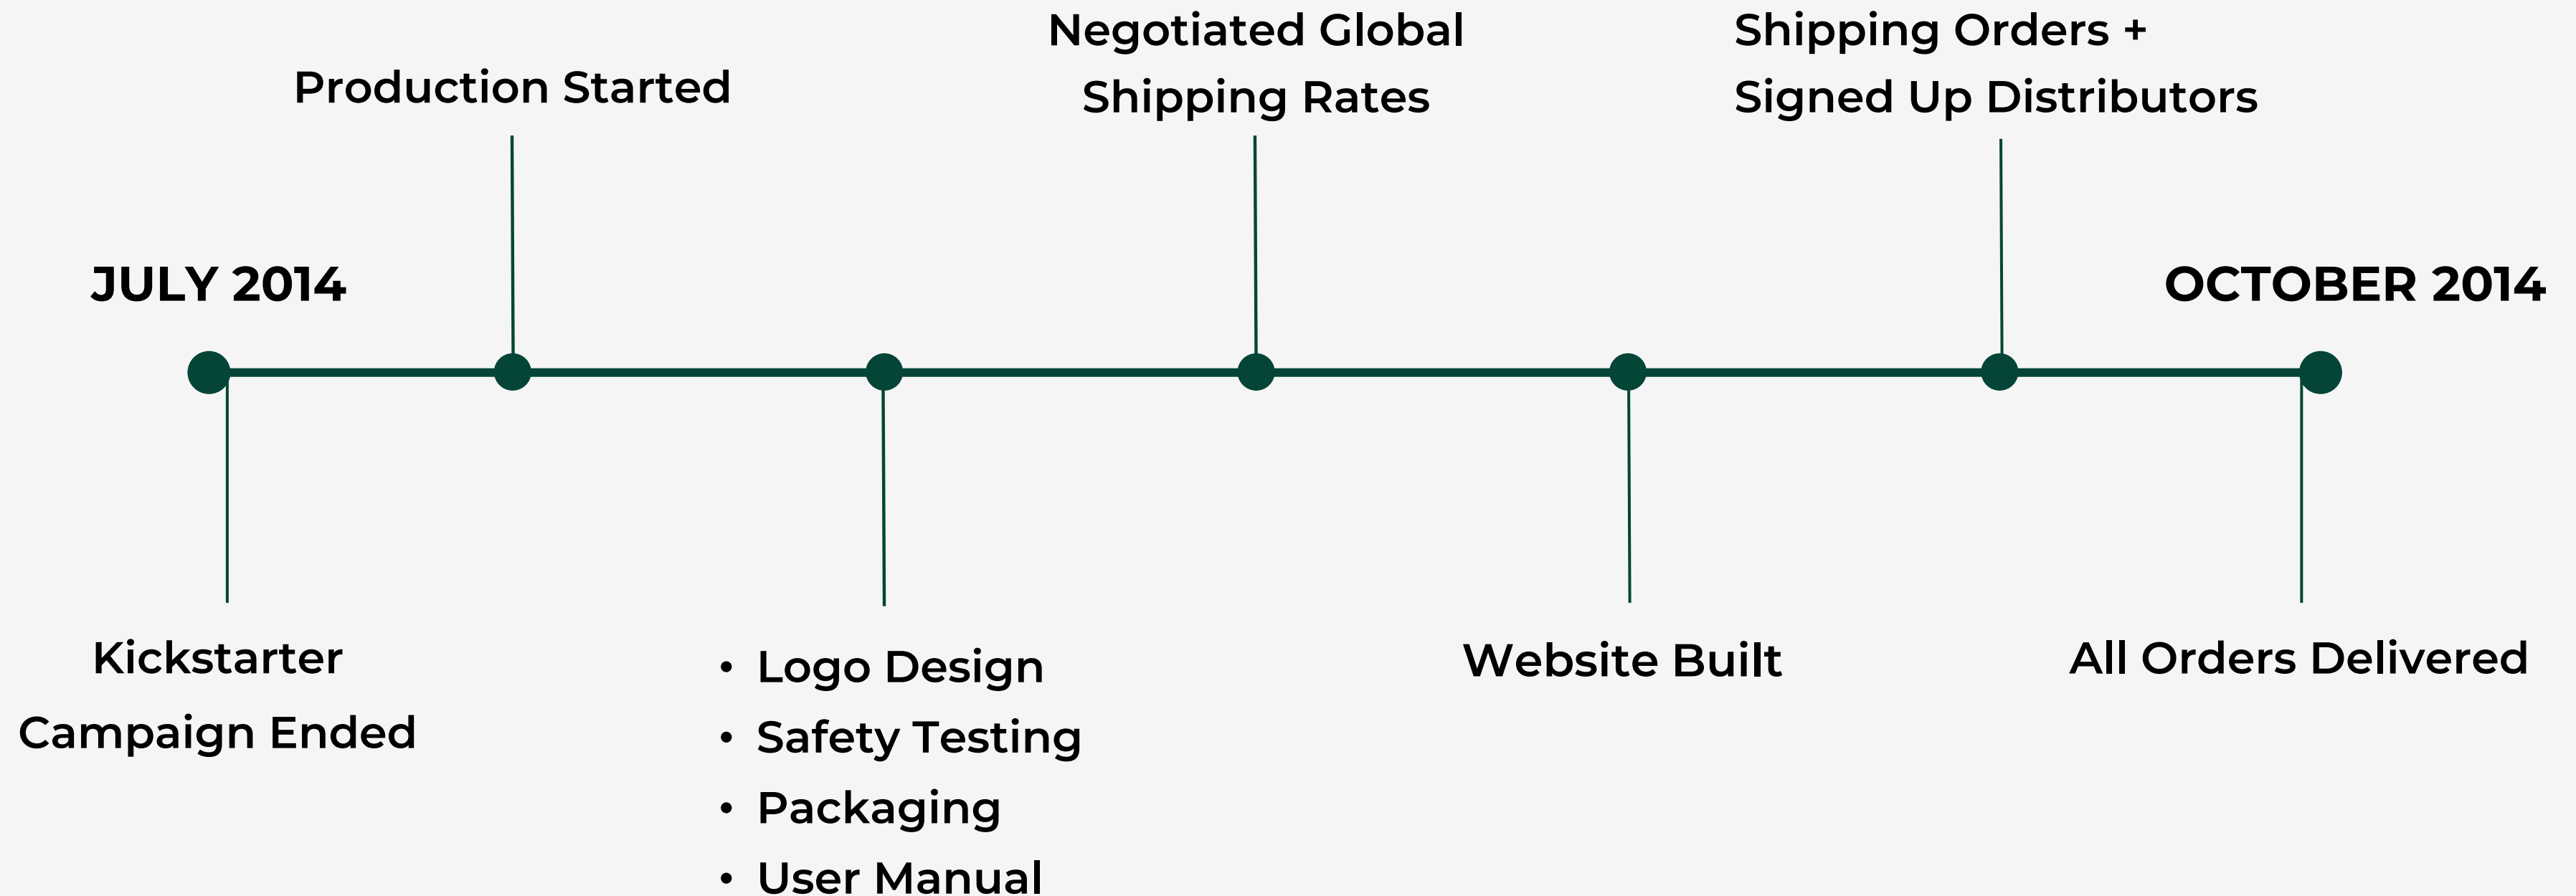 Negotiated Global
Shipping Rates
Shipping Orders +
Signed Up Distributors
Production Started
JULY 2014
OCTOBER 2014
Kickstarter
Campaign Ended
• Logo Design
• Safety Testing
• Packaging
• User Manual
Website Built
All Orders Delivered